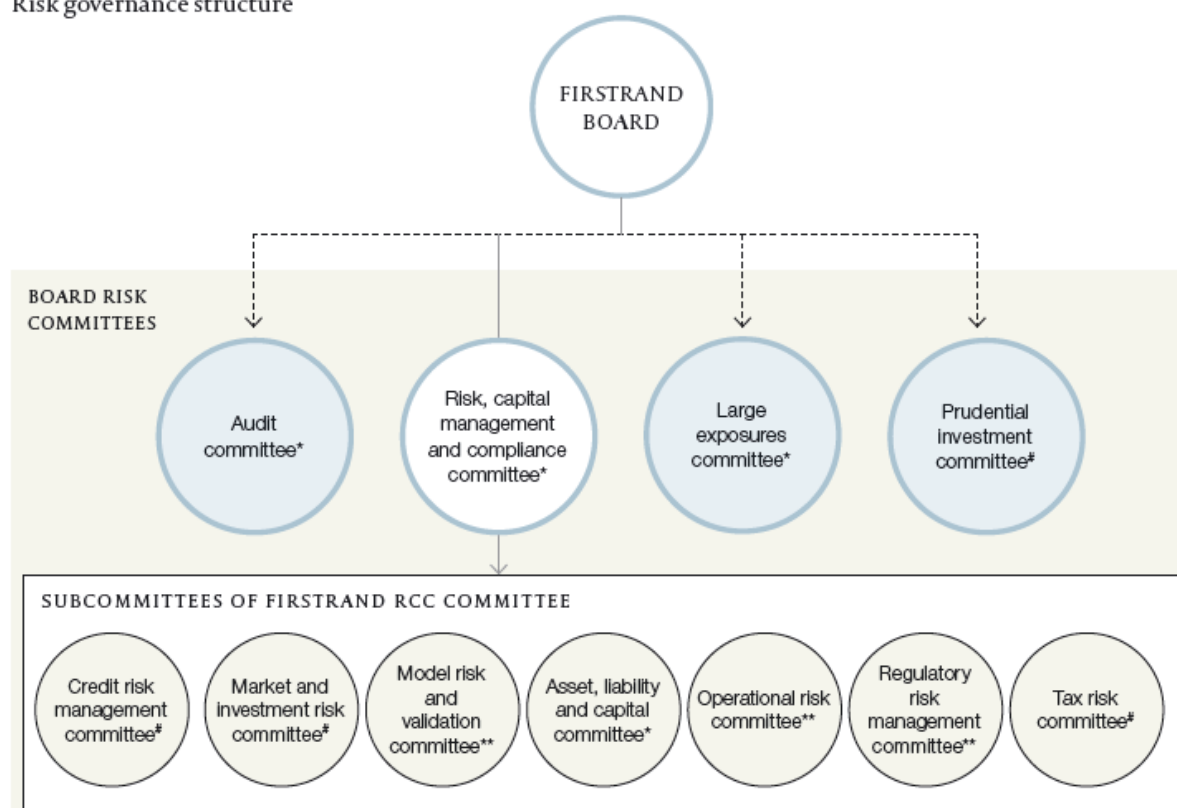 Risk governance structure
FIRSTRAND
BOARD
BOARD RISK
COMMITTEES
Audit
committee*
Risk, capital
management
and compliance
committee*
Large
exposures
committee*
Prudential
investment
committee#
SUBCOMMITTEES OF FIRSTRAND RCC COMMITTEE
Credit risk
management
committee#
Market and
investment risk
committee#
Model risk
and
validation
committee**
Asset, liability
and capital
committee*
Operational risk
committee**
Regulatory
risk
management
committee**
Tax risk
committee#